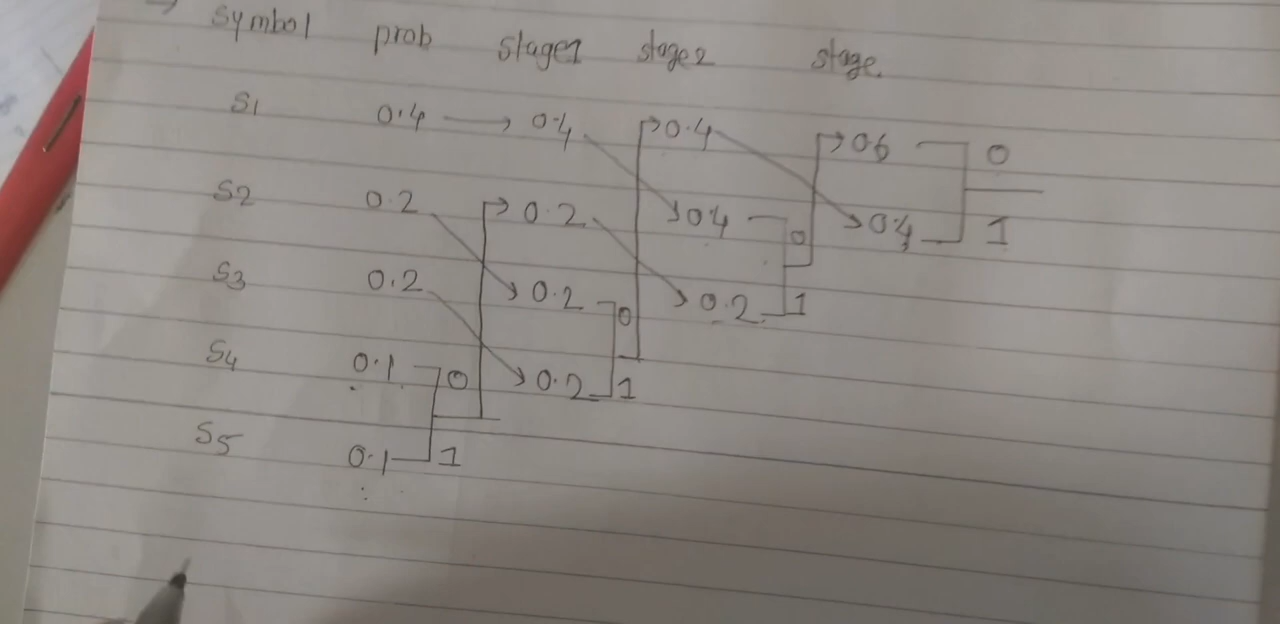 → symbol prob stage1 stage2 stage
S1 0.4 → 0.4 0.4 0.6 0
S2 0.2 0.2 0.4 0 0.4 1
S3 0.2 0.2 0 0.2 1
S4 0.1 0 0.2 1
S5 0.1 1